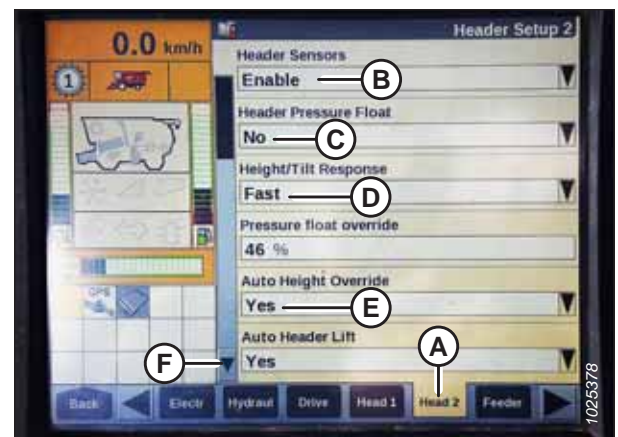 0.0 km/h
Header Setup 2
1
Header Sensors
Enable
B
Header Pressure Float
No
C
Height/Tilt Response
Fast
D
Pressure float override
46 %
Auto Height Override
Yes
E
GPS
Auto Header Lift
Yes
F
A
Back
Electr
Hydraul
Drive
Head 1
Head 2
Feeder
1025378